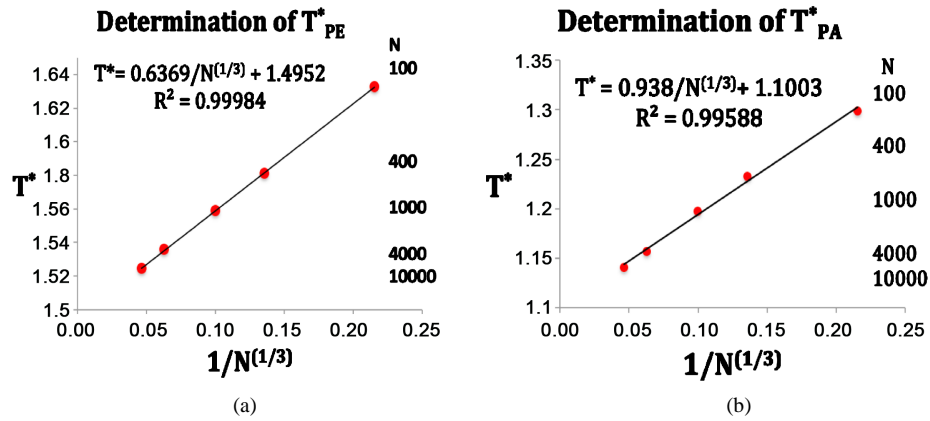 Determination of T*PE
N
T*= 0.6369/N(1/3) + 1.4952
R2 = 0.99984
1.64
1.62
1.6
1.8
1.56
1.54
1.52
1.5
T*
100
400
1000
4000
10000
0.00 0.05 0.10 0.15 0.20 0.25
1/N(1/3)
(a)
Determination of T*PA
N
T* = 0.938/N(1/3)+ 1.1003
R2 = 0.99588
1.35
1.3
1.25
1.2
1.15
1.1
T*
100
400
1000
4000
10000
0.00 0.05 0.10 0.15 0.20 0.25
1/N(1/3)
(b)